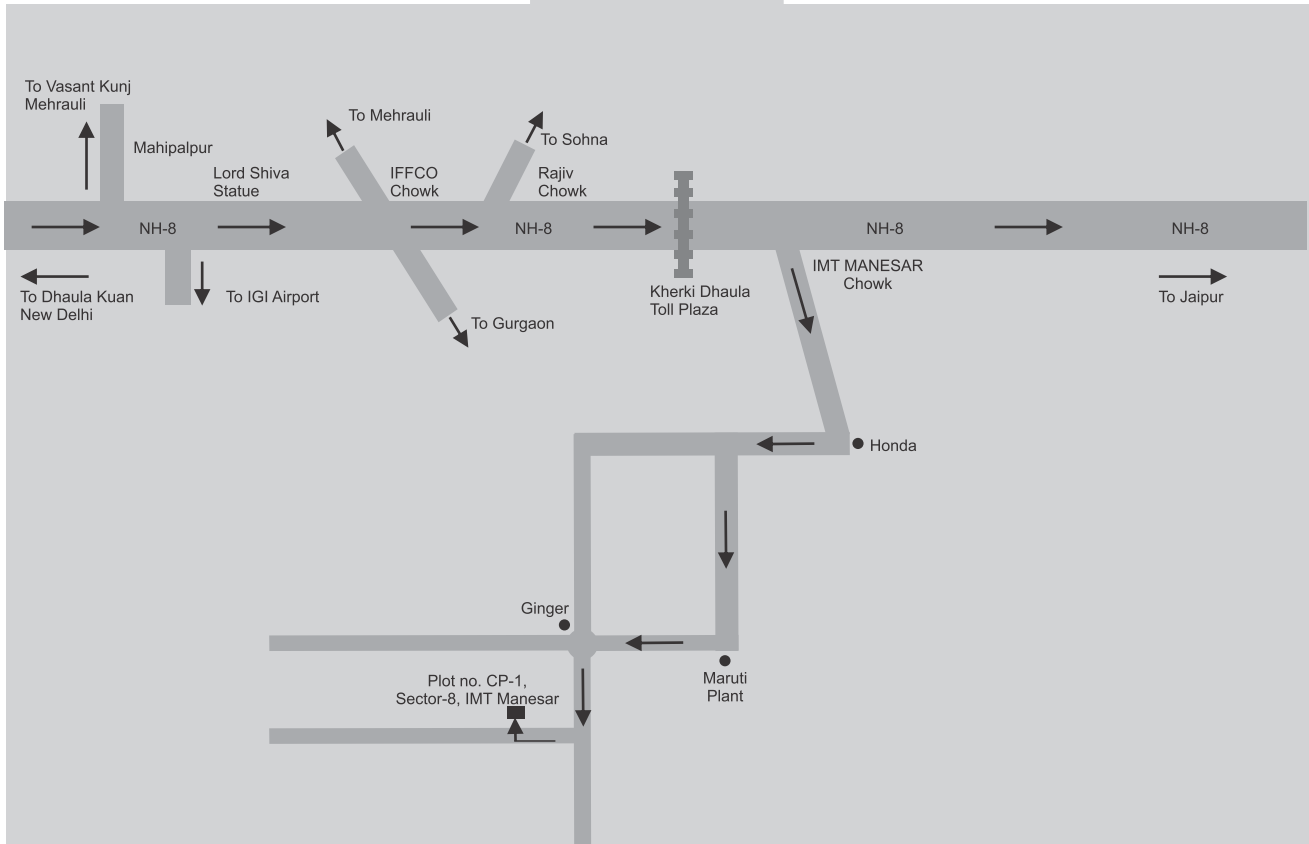 To Vasant Kunj
Mehrauli
Mahipalpur
To Mehrauli
To Sohna
Lord Shiva
Statue
IFFCO
Chowk
Rajiv
Chowk
NH-8
NH-8
NH-8
NH-8
To Dhaula Kuan
New Delhi
To IGI Airport
To Gurgaon
Kherki Dhaula
Toll Plaza
IMT MANESAR
Chowk
To Jaipur
Honda
Ginger
Maruti
Plant
Plot no. CP-1,
Sector-8, IMT Manesar